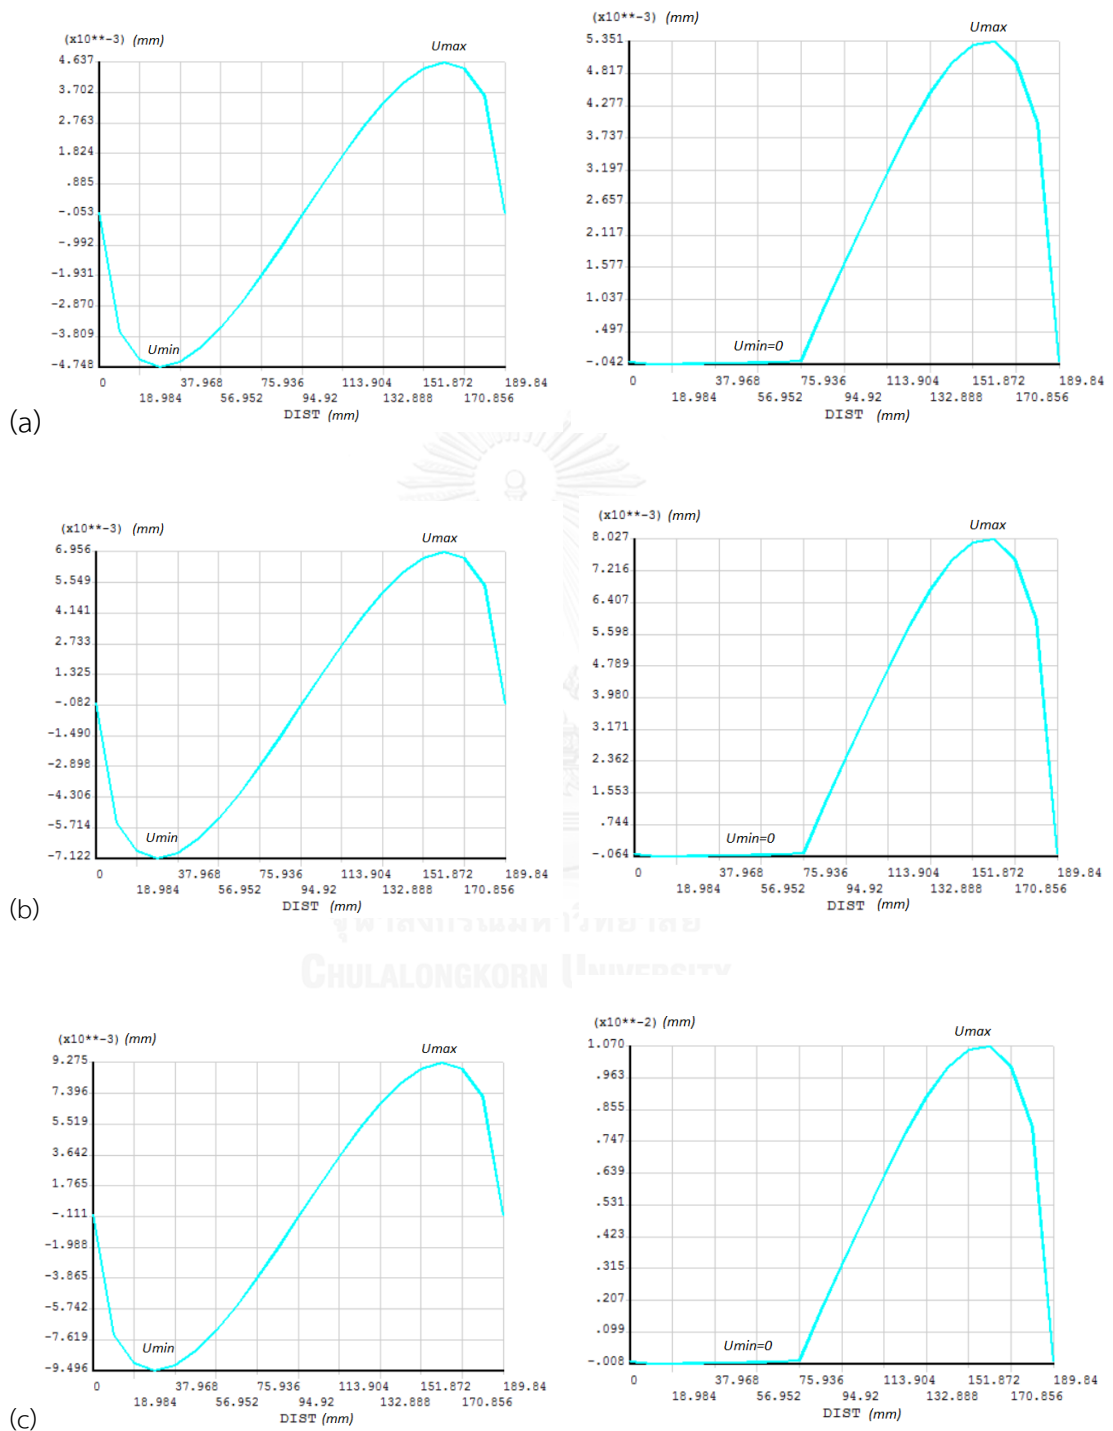 (x10**-3) (mm)
Umax
4.637
3.702
2.763
1.824
.885
-.053
-.992
-1.931
-2.870
-3.809
-4.748
Umin
0 37.968 75.936 113.904 151.872 189.84
18.984 56.952 94.92 132.888 170.856
DIST (mm)
(x10**-3) (mm)
Umax
5.351
4.817
4.277
3.737
3.197
2.657
2.117
1.577
1.037
.497
-.042
Umin=0
0 37.968 75.936 113.904 151.872 189.84
18.984 56.952 94.92 132.888 170.856
DIST (mm)
(a)
(x10**-3) (mm)
Umax
6.956
5.549
4.141
2.733
1.325
-.082
-1.490
-2.898
-4.306
-5.714
-7.122
Umin
0 37.968 75.936 113.904 151.872 189.84
18.984 56.952 94.92 132.888 170.856
DIST (mm)
(x10**-3) (mm)
Umax
8.027
7.216
6.407
5.598
4.789
3.980
3.171
2.362
1.553
.744
-.064
Umin=0
0 37.968 75.936 113.904 151.872 189.84
18.984 56.952 94.92 132.888 170.856
DIST (mm)
(b)
CHULALONGKORN UNIVERSITY
(x10**-3) (mm)
Umax
9.275
7.396
5.519
3.642
1.765
-.111
-1.988
-3.865
-5.742
-7.619
-9.496
Umin
0 37.968 75.936 113.904 151.872 189.84
18.984 56.952 94.92 132.888 170.856
DIST (mm)
(x10**-2) (mm)
Umax
1.070
.963
.855
.747
.639
.531
.423
.315
.207
.099
-.008
Umin=0
0 37.968 75.936 113.904 151.872 189.84
18.984 56.952 94.92 132.888 170.856
DIST (mm)
(c)